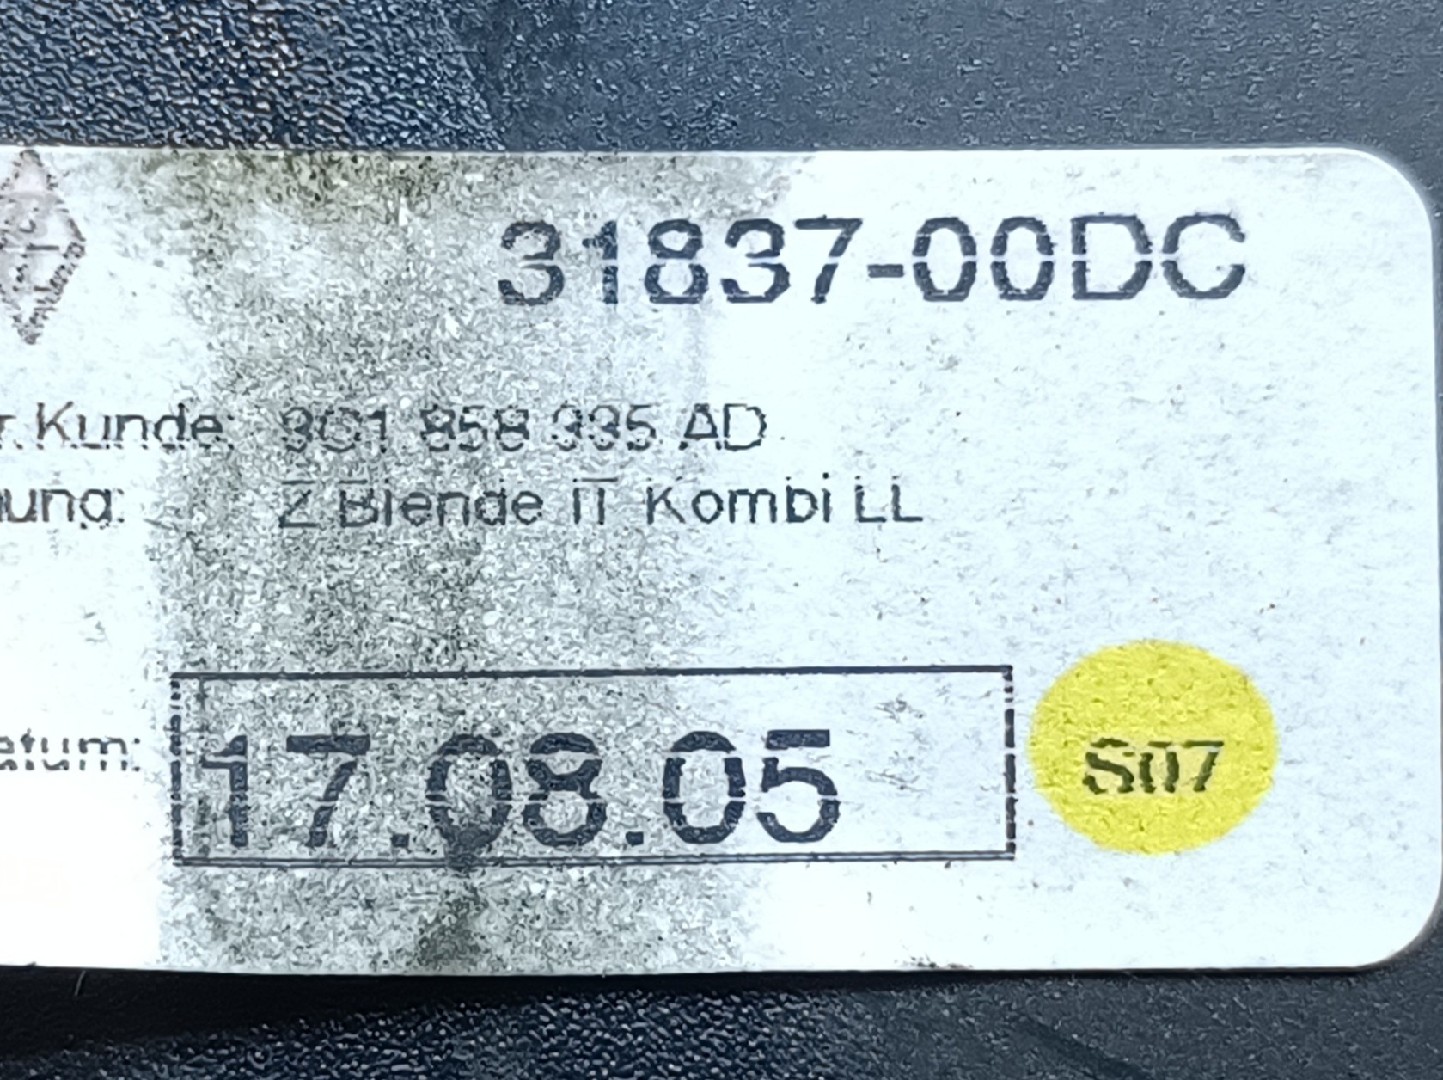 31837-00DC
r. Kunde: 3C1 858 335 AD
nung: Z Blende IT Kombi LL
atum: 17.08.05
S07